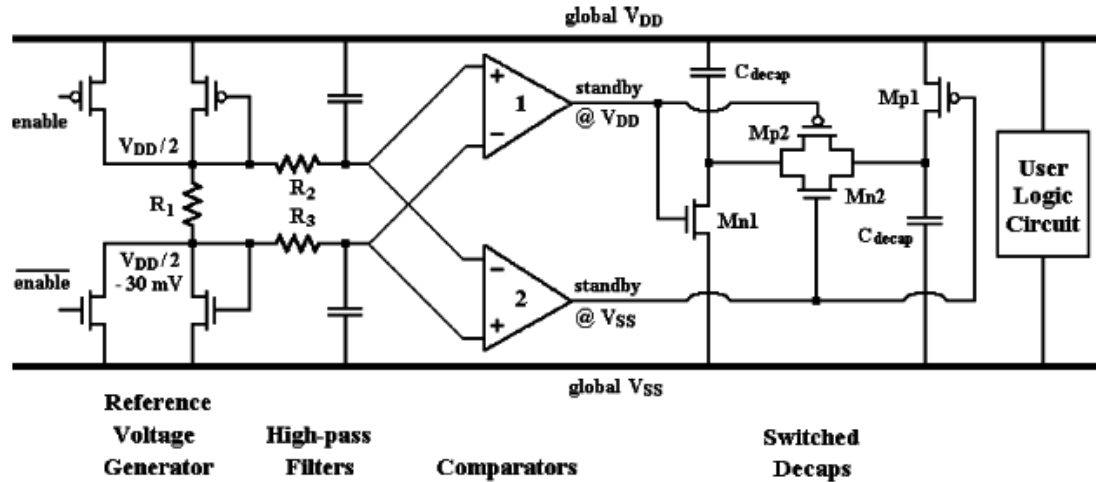 global VDD
enable
VDD/2
R1
VDD/2
- 30 mV
enable
R2
R3
+
1
−
−
2
+
standby
@ VDD
standby
@ VSS
Cdecap
Mn1
Mp2
Mn2
Mp1
Cdecap
User
Logic
Circuit
global VSS
Reference
Voltage
Generator
High-pass
Filters
Comparators
Switched
Decaps